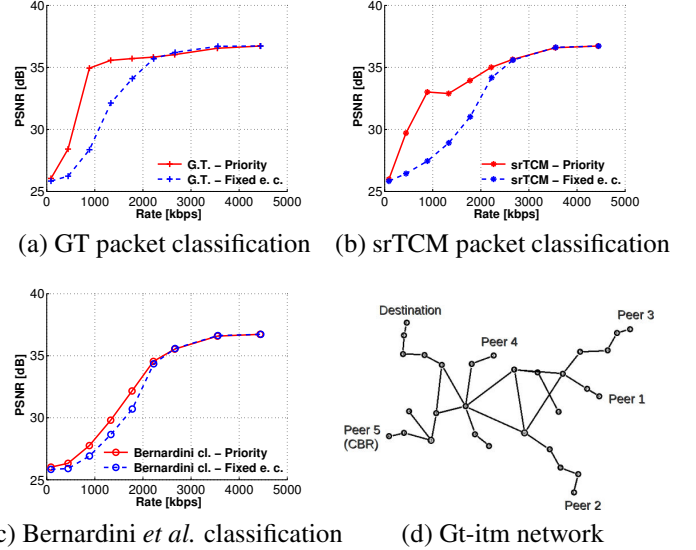 40
35
30
25
PSNR [dB]
G.T. – Priority
G.T. – Fixed e. c.
0 1000 2000 3000 4000 5000
Rate [kbps]
(a) GT packet classification
40
35
30
25
PSNR [dB]
srTCM – Priority
srTCM – Fixed e. c.
0 1000 2000 3000 4000 5000
Rate [kbps]
(b) srTCM packet classification
40
35
30
25
PSNR [dB]
Bernardini cl. – Priority
Bernardini cl. – Fixed e. c.
0 1000 2000 3000 4000 5000
Rate [kbps]
c) Bernardini et al. classification
Destination
Peer 3
Peer 4
Peer 1
Peer 5
(CBR)
Peer 2
(d) Gt-itm network